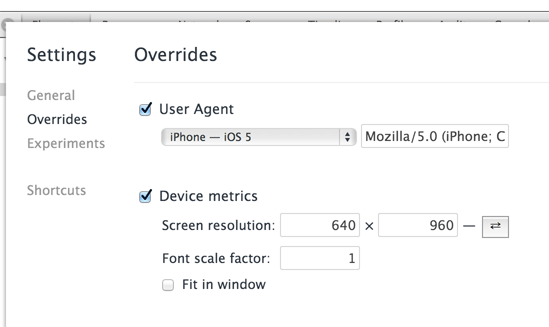 Settings
Overrides
General
Overrides
Experiments
Shortcuts
User Agent
iPhone — iOS 5
Mozilla/5.0 (iPhone; C
Device metrics
Screen resolution: 640 × 960 —
Font scale factor: 1
Fit in window